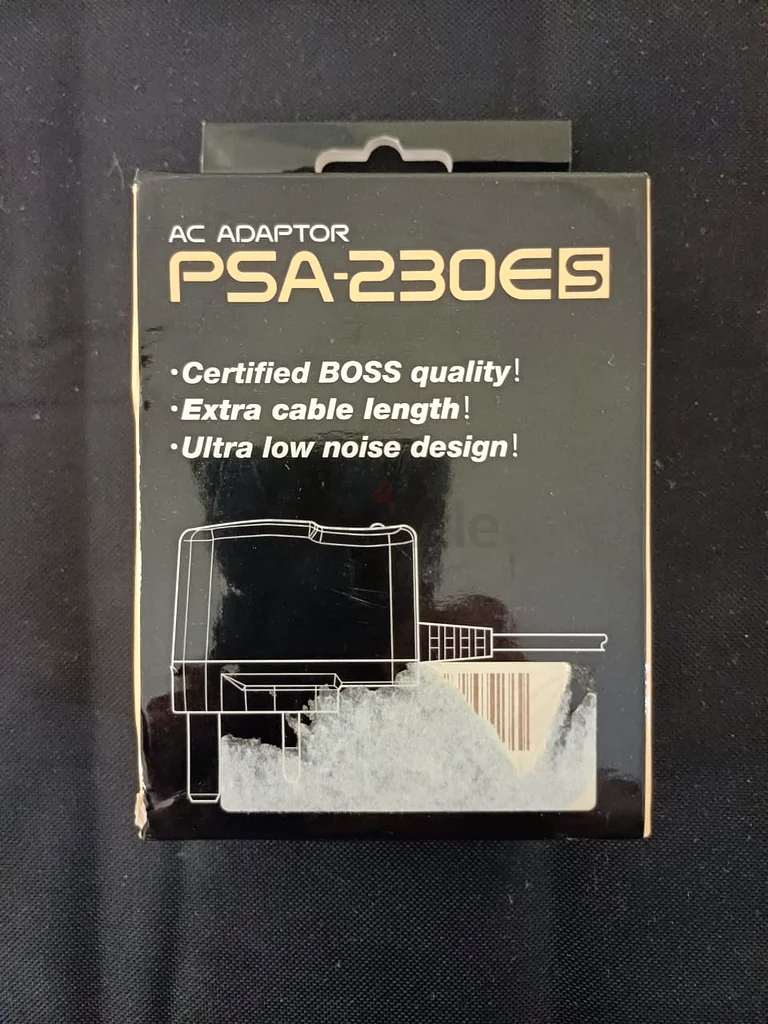 AC ADAPTOR
PSA-230ES
·Certified BOSS quality!
·Extra cable length!
·Ultra low noise design!